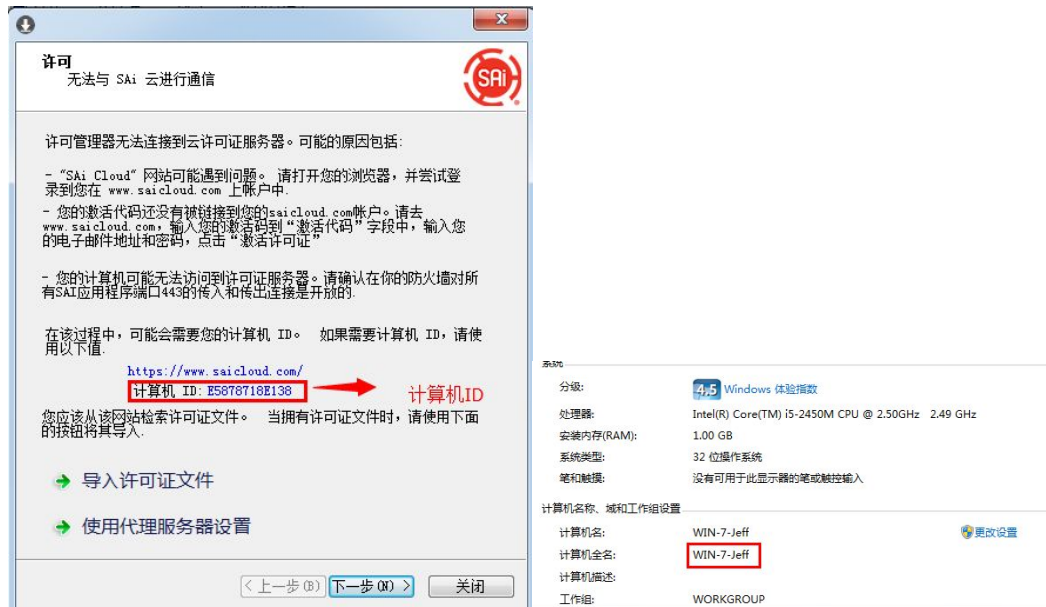 许可
无法与 SAi 云进行通信
SAi
许可管理器无法连接到云许可证服务器。可能的原因包括:
- “SAi Cloud” 网站可能遇到问题。 请打开您的浏览器，并尝试登
录到您在 www.saicloud.com 上帐户中.
- 您的激活代码还没有被链接到您的saicloud.com帐户。请去
www.saicloud.com，输入您的激活码到“激活代码”字段中，输入您
的电子邮件地址和密码，点击“激活许可证”
- 您的计算机可能无法访问到许可证服务器。请确认在你的防火墙对所
有SAI应用程序端口443的传入和传出连接是开放的.
在该过程中，可能会需要您的计算机 ID。 如果需要计算机 ID，请使
用以下值.
https://www.saicloud.com/
计算机 ID: E5878718E138
计算机ID
您应该从该网站检索许可证文件。 当拥有许可证文件时，请使用下面
的按钮将其导入.
导入许可证文件
使用代理服务器设置
< 上一步(B)
下一步(N) >
关闭
系统
分级:
4.5 Windows 体验指数
处理器:
Intel(R) Core(TM) i5-2450M CPU @ 2.50GHz 2.49 GHz
安装内存(RAM):
1.00 GB
系统类型:
32 位操作系统
笔和触摸:
没有可用于此显示器的笔或触控输入
计算机名称、域和工作组设置
计算机名:
WIN-7-Jeff
更改设置
计算机全名:
WIN-7-Jeff
计算机描述:
工作组:
WORKGROUP